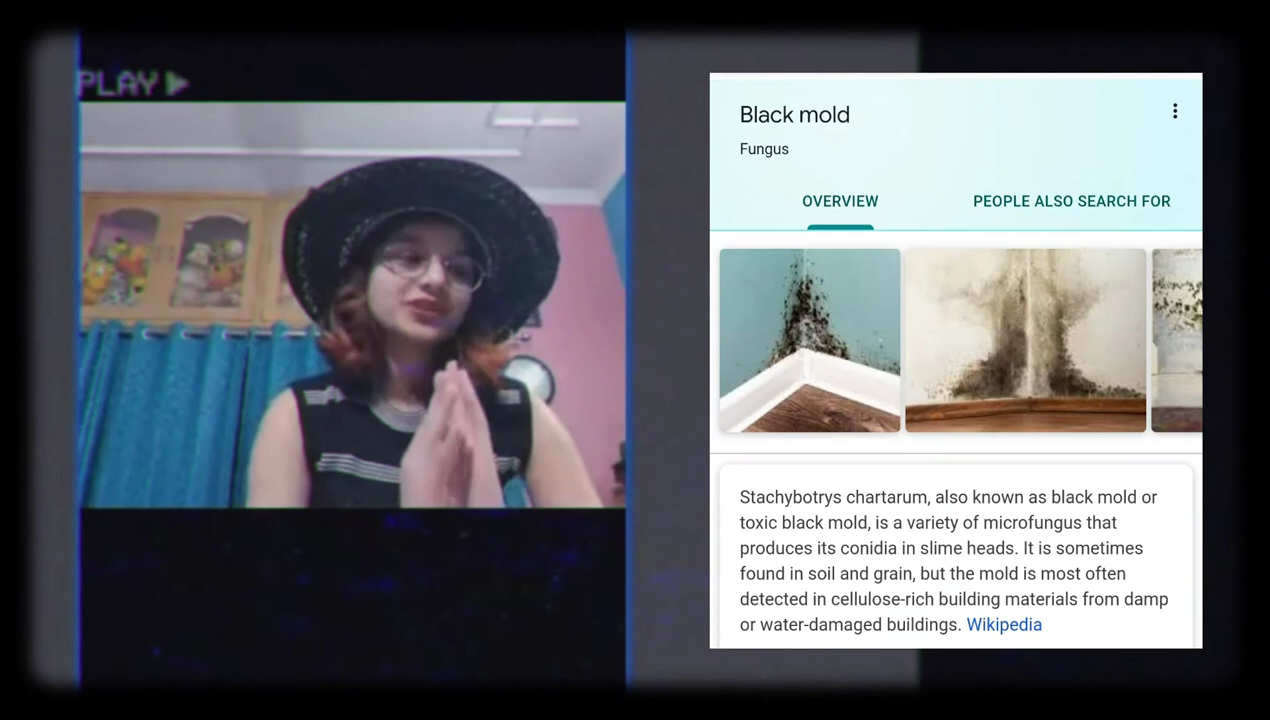 PLAY
Black mold
Fungus
OVERVIEW PEOPLE ALSO SEARCH FOR
Stachybotrys chartarum, also known as black mold or
toxic black mold, is a variety of microfungus that
produces its conidia in slime heads. It is sometimes
found in soil and grain, but the mold is most often
detected in cellulose-rich building materials from damp
or water-damaged buildings. Wikipedia